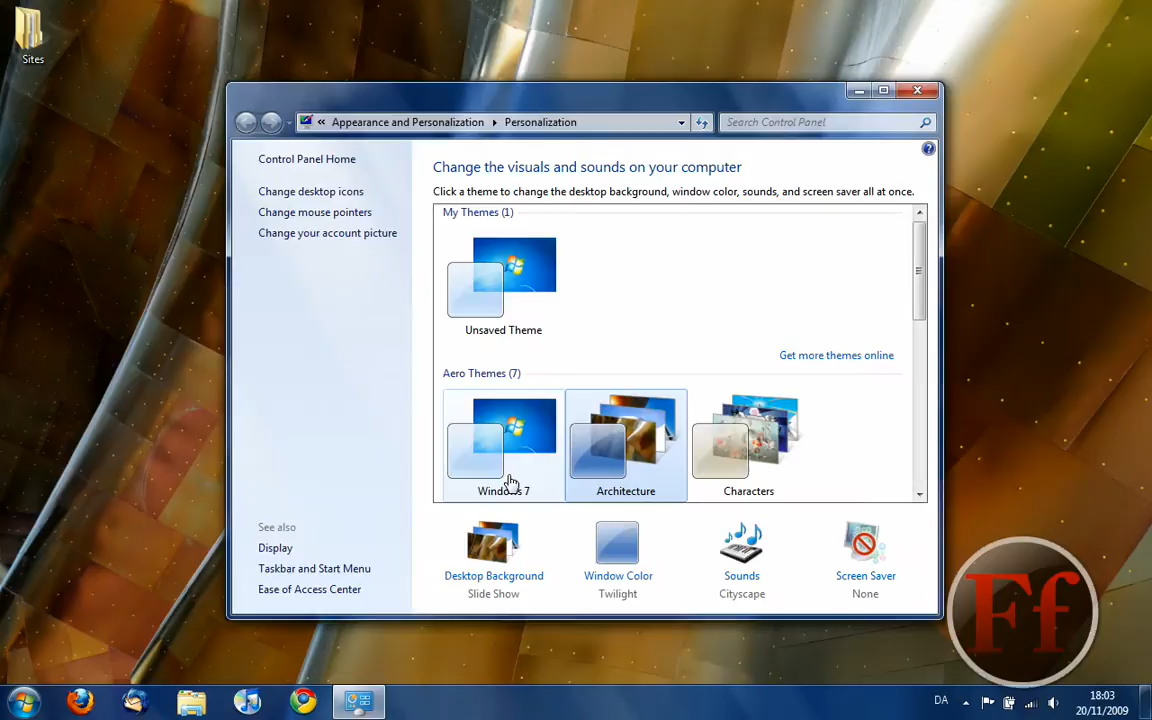 Sites
« Appearance and Personalization ▸ Personalization
Search Control Panel
Control Panel Home
Change desktop icons
Change mouse pointers
Change your account picture
See also
Display
Taskbar and Start Menu
Ease of Access Center
Change the visuals and sounds on your computer
Click a theme to change the desktop background, window color, sounds, and screen saver all at once.
My Themes (1)
Unsaved Theme
Get more themes online
Aero Themes (7)
Windows 7
Architecture
Characters
Desktop Background
Slide Show
Window Color
Twilight
Sounds
Cityscape
Screen Saver
None
Ff
DA
18:03
20/11/2009